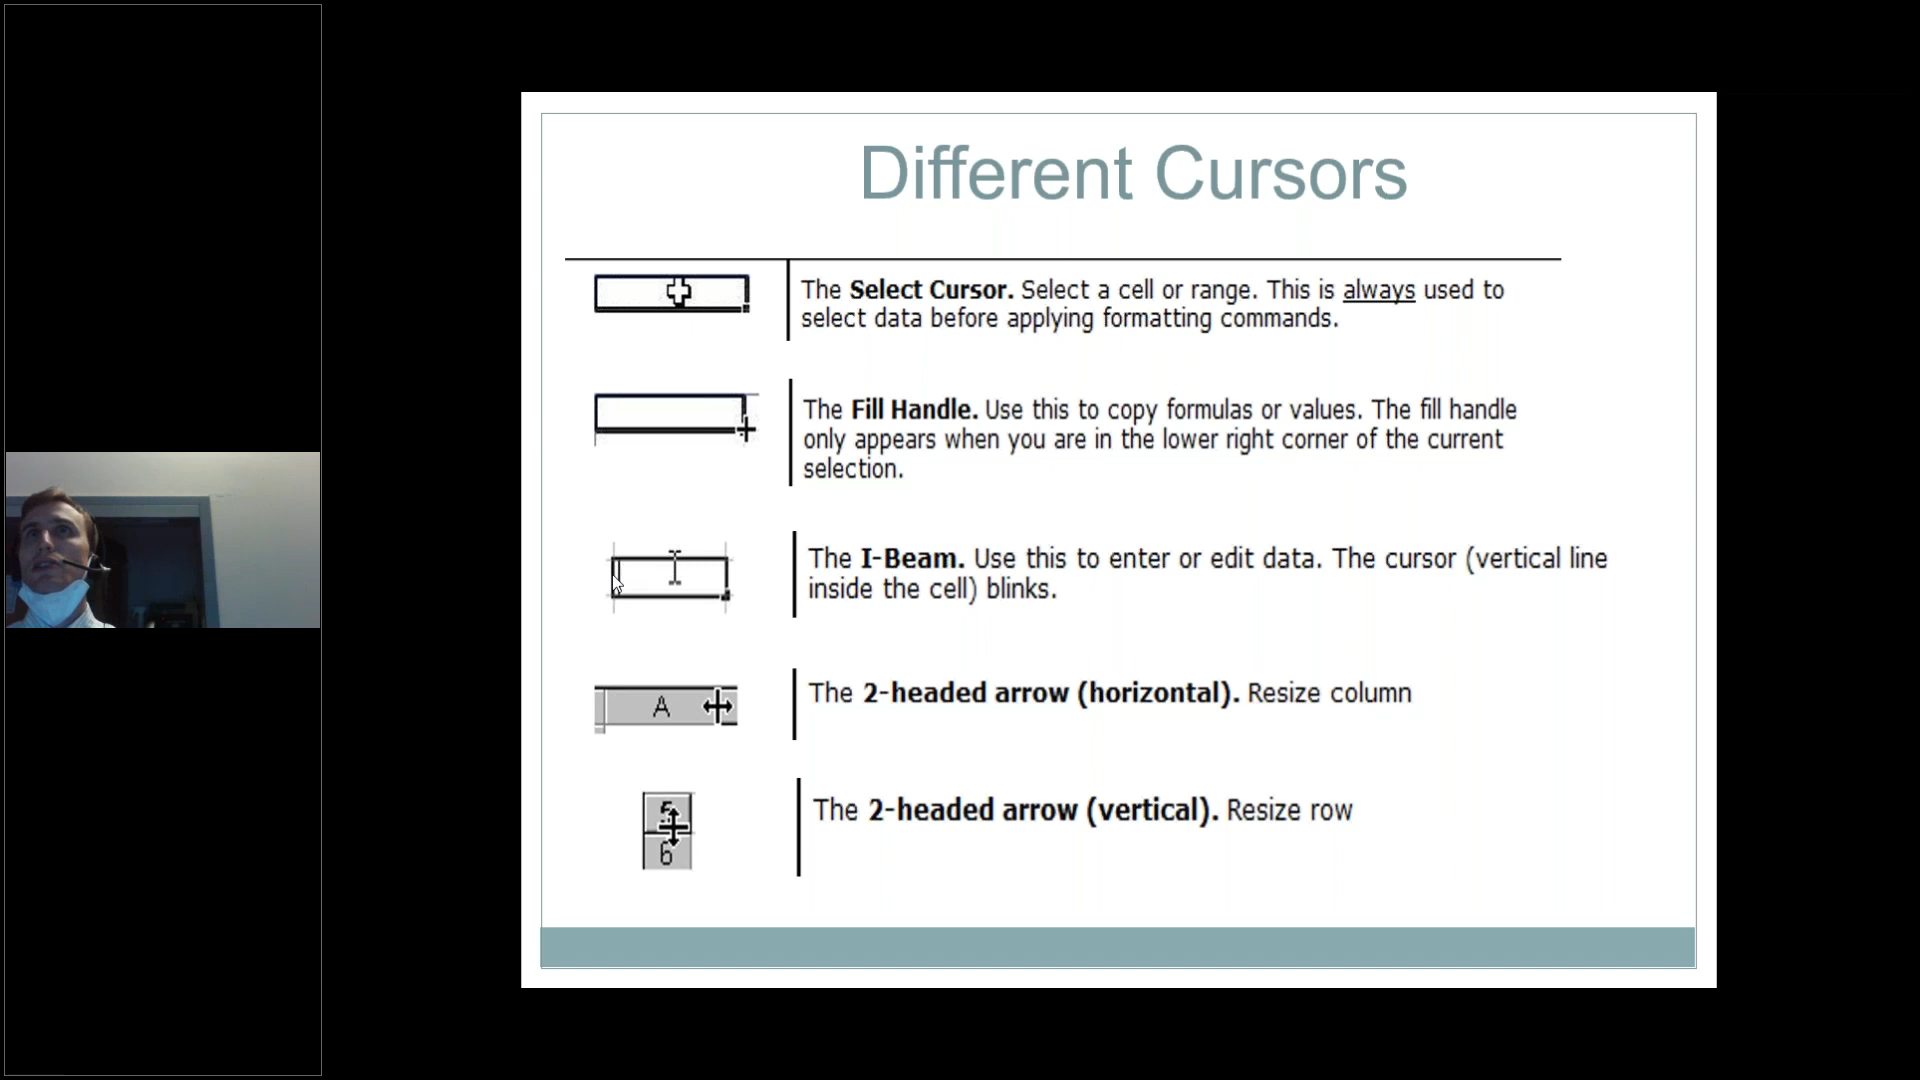 Different Cursors
The Select Cursor. Select a cell or range. This is always used to
select data before applying formatting commands.
The Fill Handle. Use this to copy formulas or values. The fill handle
only appears when you are in the lower right corner of the current
selection.
The I-Beam. Use this to enter or edit data. The cursor (vertical line
inside the cell) blinks.
A
The 2-headed arrow (horizontal). Resize column
5
6
The 2-headed arrow (vertical). Resize row